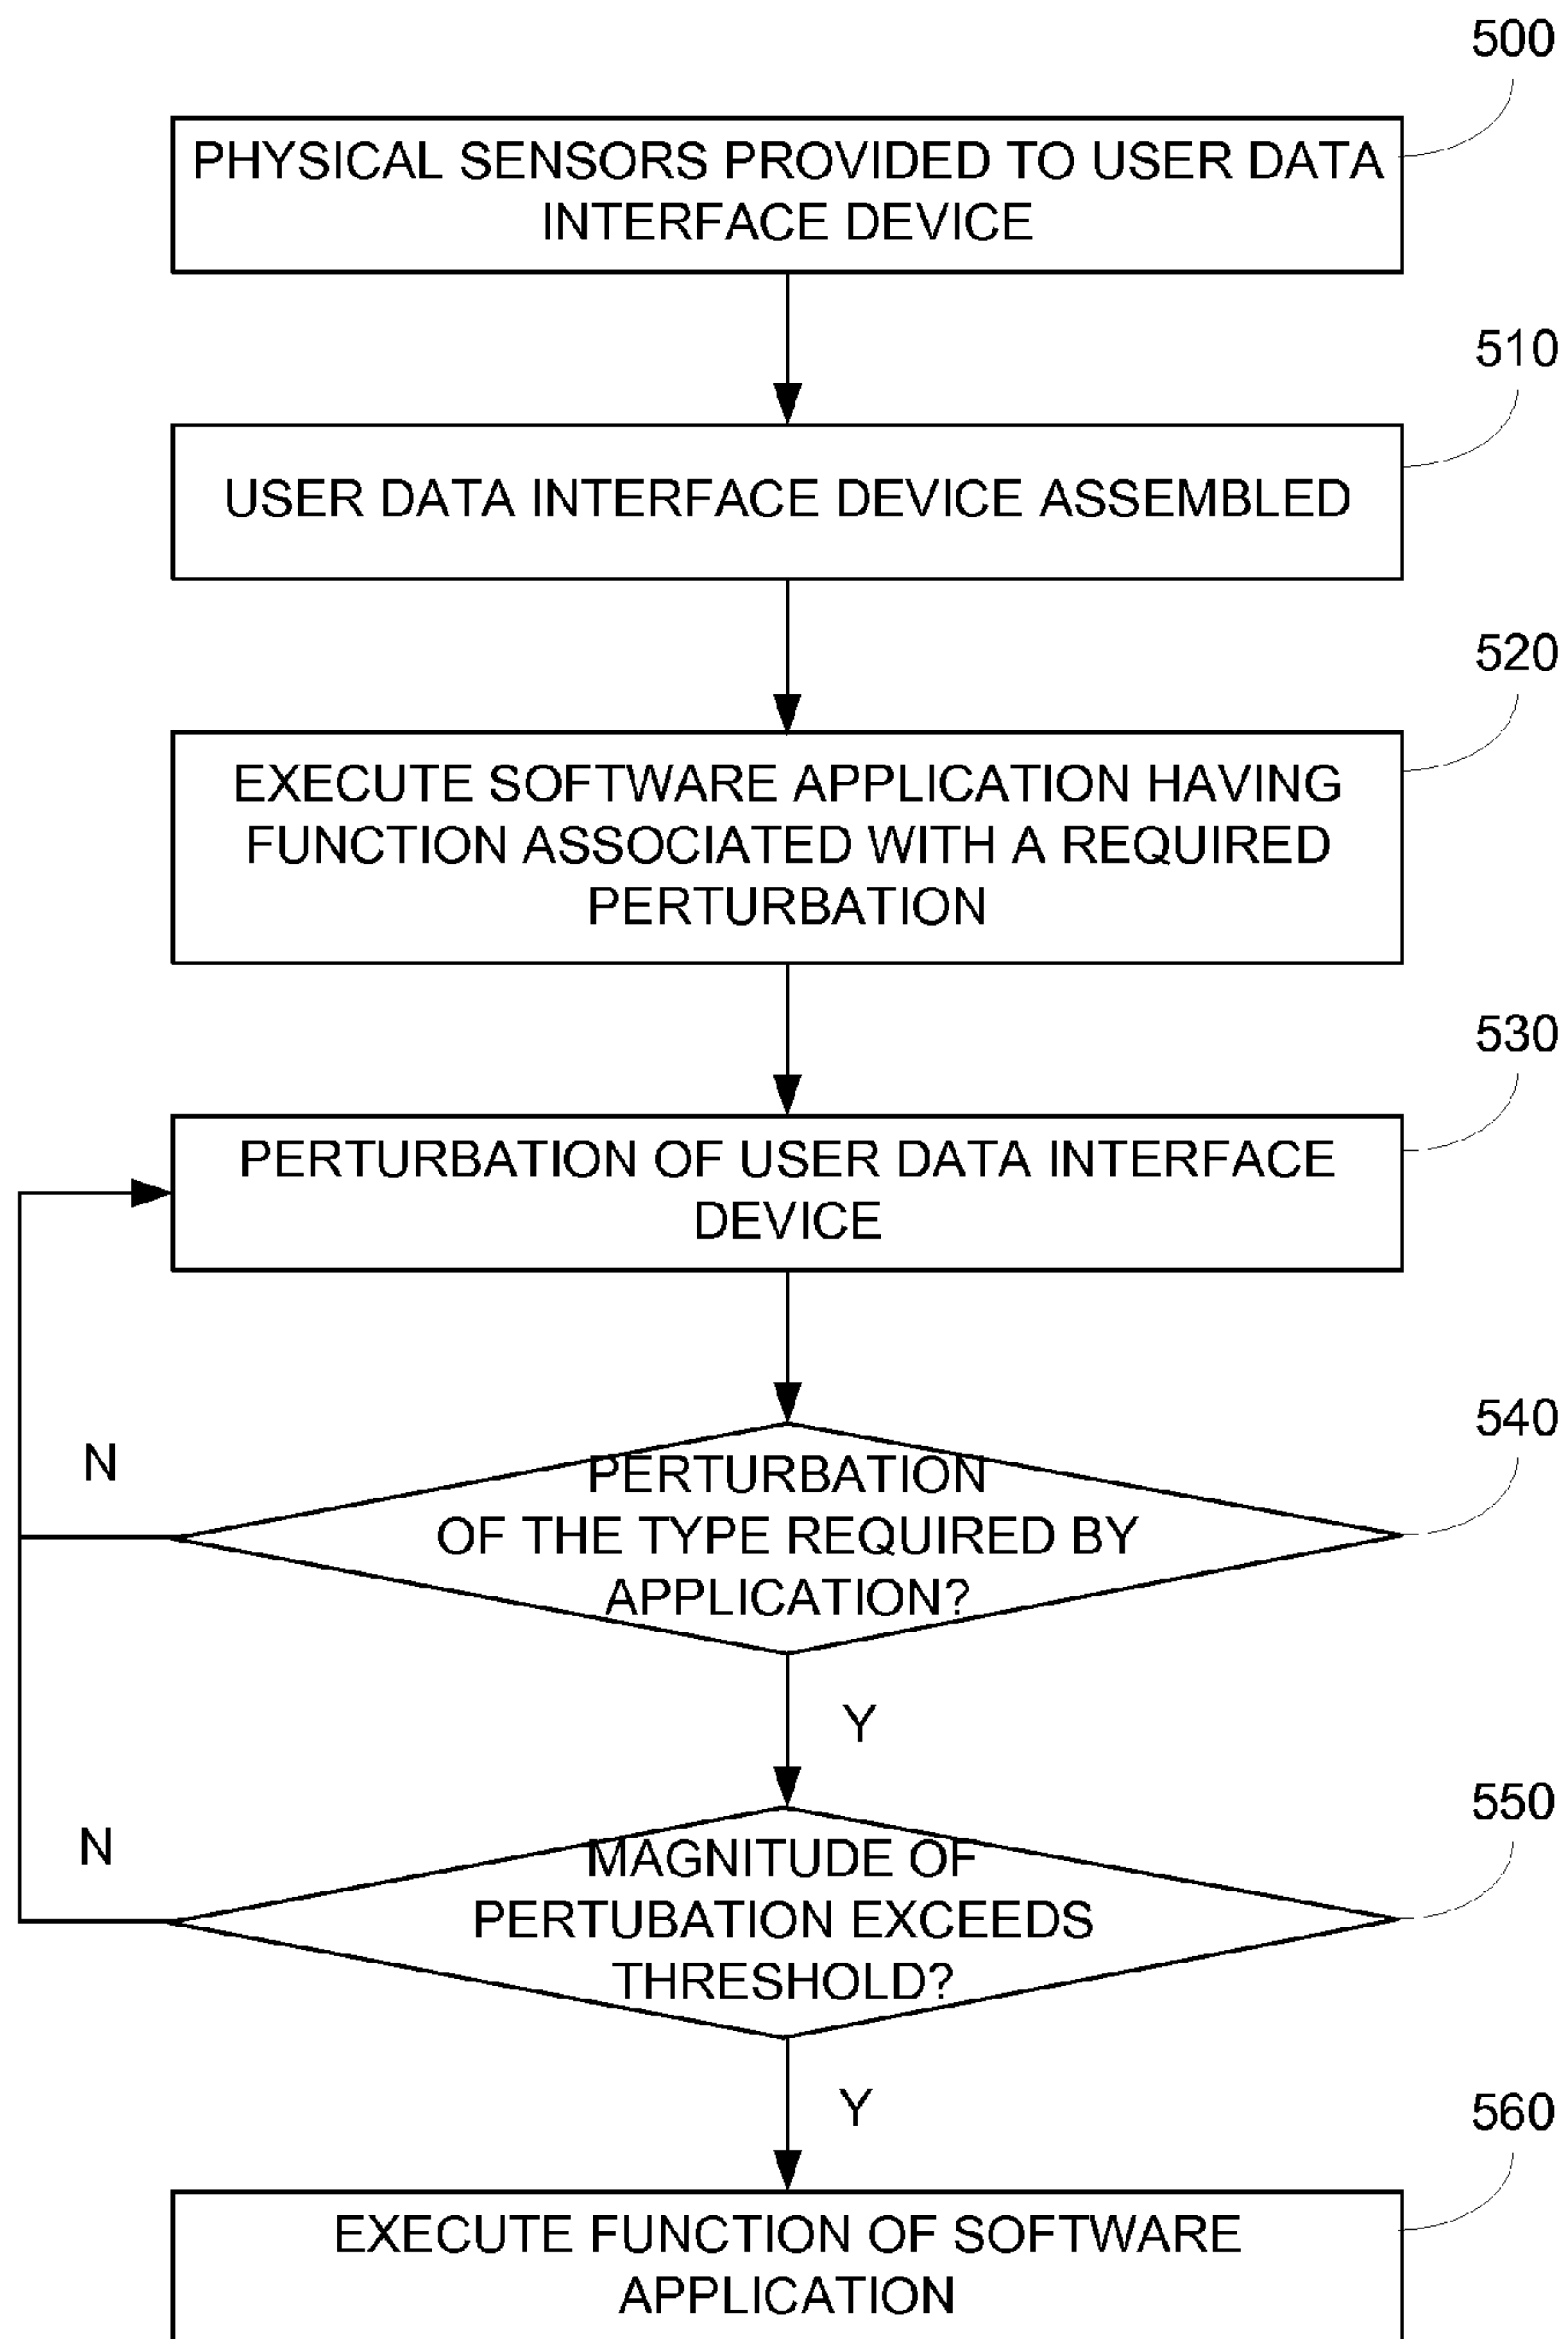 500
PHYSICAL SENSORS PROVIDED TO USER DATA
INTERFACE DEVICE
510
USER DATA INTERFACE DEVICE ASSEMBLED
520
EXECUTE SOFTWARE APPLICATION HAVING
FUNCTION ASSOCIATED WITH A REQUIRED
PERTURBATION
530
PERTURBATION OF USER DATA INTERFACE
DEVICE
540
N
PERTURBATION
OF THE TYPE REQUIRED BY
APPLICATION?
Y
550
N
MAGNITUDE OF
PERTUBATION EXCEEDS
THRESHOLD?
Y
560
EXECUTE FUNCTION OF SOFTWARE
APPLICATION